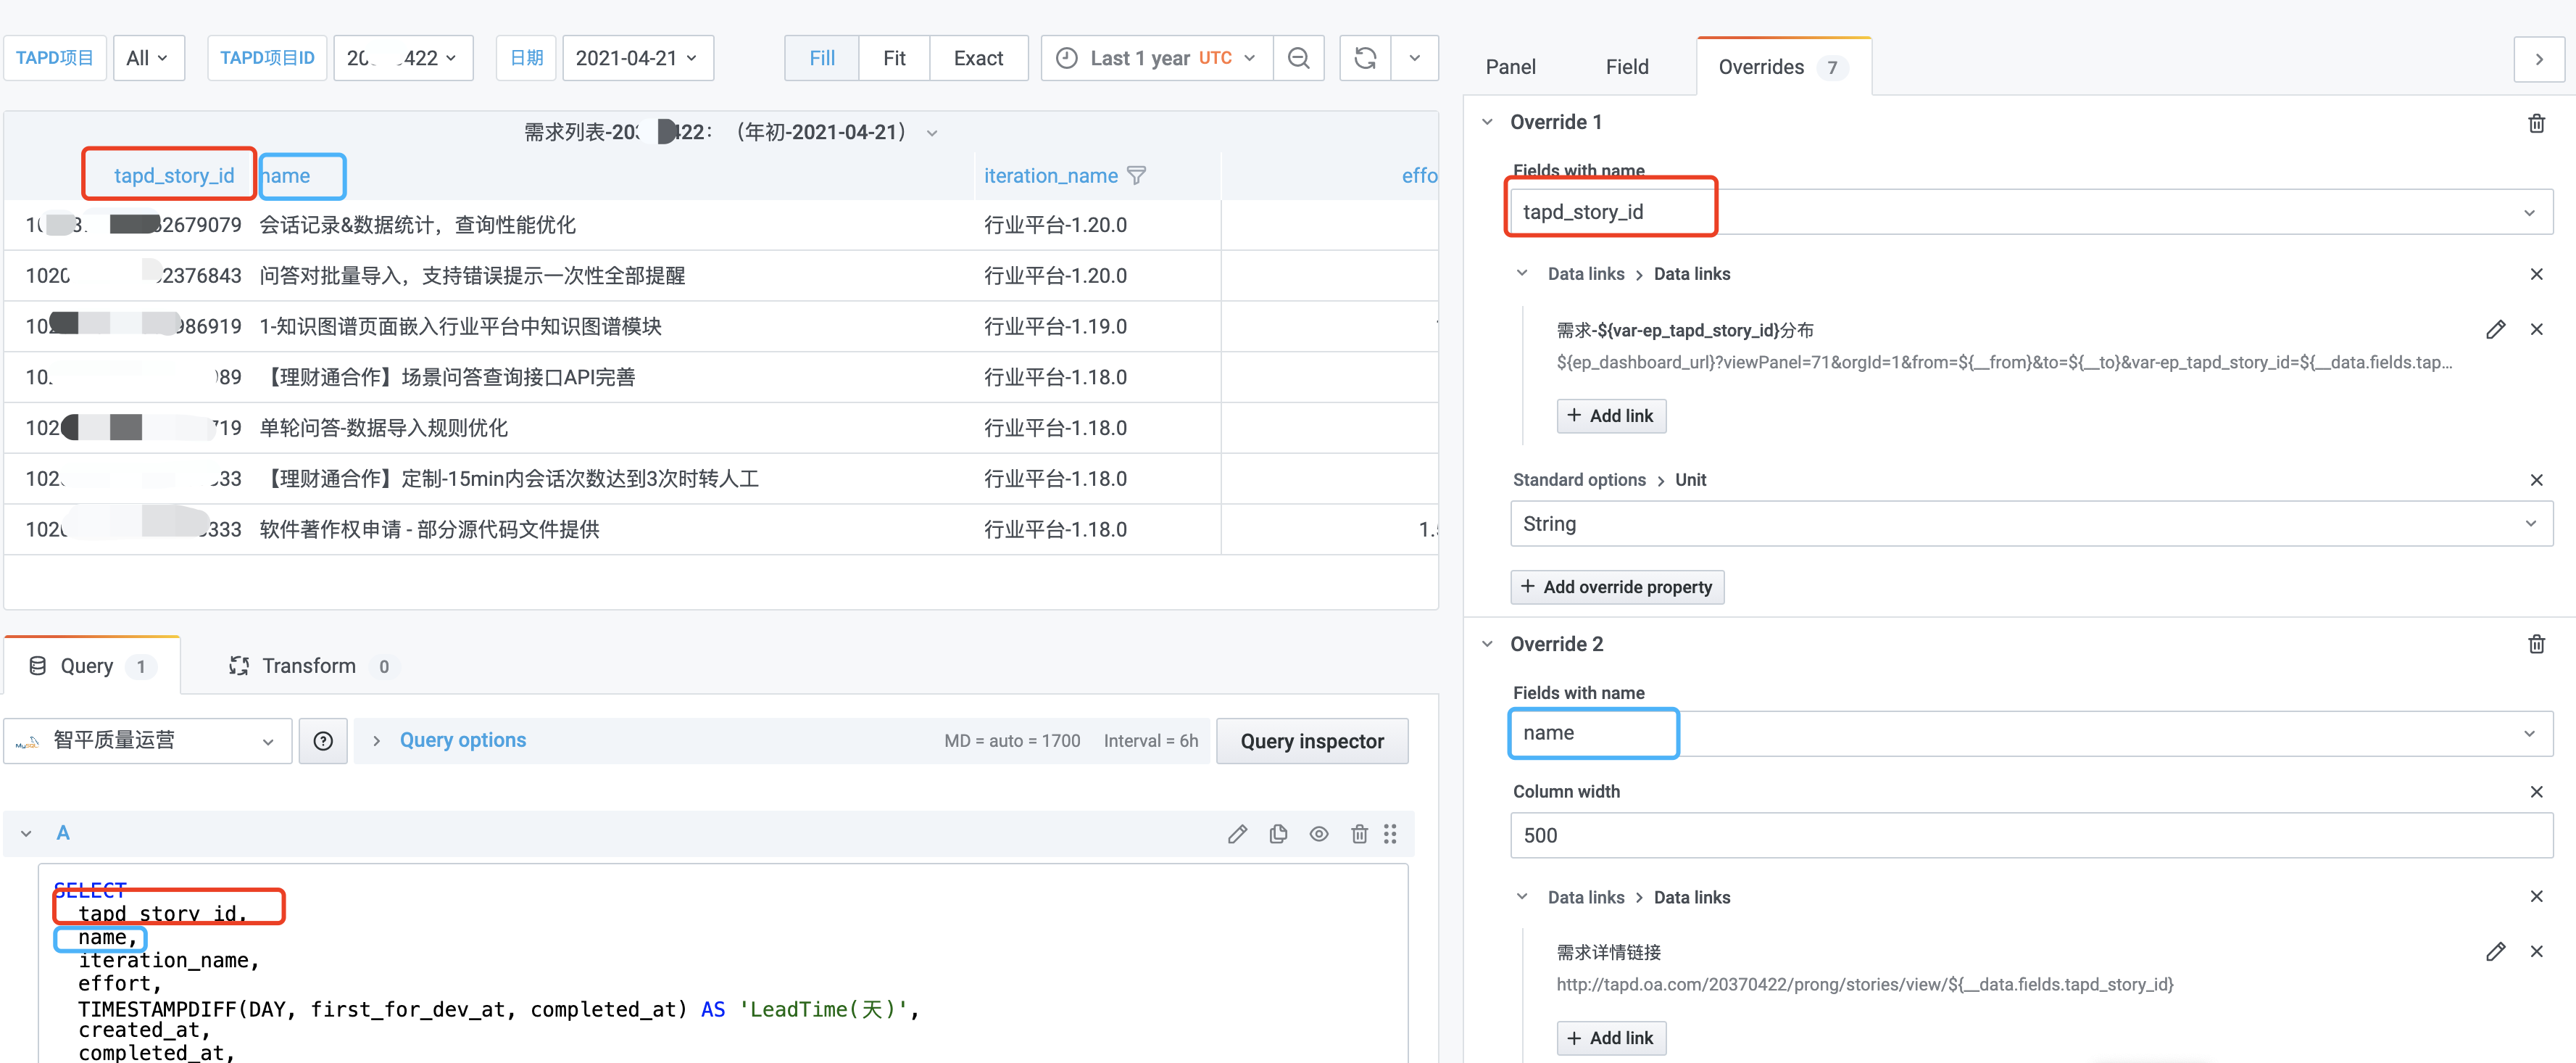 TAPD项目 All TAPD项目ID 20 422 日期 2021-04-21 Fill Fit Exact Last 1 year UTC
需求列表-20 422：（年初-2021-04-21）
tapd_story_id name iteration_name effo
2679079 会话记录&数据统计，查询性能优化 行业平台-1.20.0
102 2376843 问答对批量导入，支持错误提示一次性全部提醒 行业平台-1.20.0
10 986919 1-知识图谱页面嵌入行业平台中知识图谱模块 行业平台-1.19.0
10 89 【理财通合作】场景问答查询接口API完善 行业平台-1.18.0
102 719 单轮问答-数据导入规则优化 行业平台-1.18.0
102 33 【理财通合作】定制-15min内会话次数达到3次时转人工 行业平台-1.18.0
102 333 软件著作权申请 - 部分源代码文件提供 行业平台-1.18.0 1.
Query 1 Transform 0
MySQL 智平质量运营 Query options MD = auto = 1700 Interval = 6h Query inspector
A
SELECT
tapd_story_id,
name,
iteration_name,
effort,
TIMESTAMPDIFF(DAY, first_for_dev_at, completed_at) AS 'LeadTime(天)',
created_at,
completed_at,
Panel Field Overrides 7
Override 1
Fields with name
tapd_story_id
Data links > Data links
需求-${var-ep_tapd_story_id}分布
${ep_dashboard_url}?viewPanel=71&orgId=1&from=${__from}&to=${__to}&var-ep_tapd_story_id=${__data.fields.tap...
+ Add link
Standard options > Unit
String
+ Add override property
Override 2
Fields with name
name
Column width
500
Data links > Data links
需求详情链接
http://tapd.oa.com/20370422/prong/stories/view/${__data.fields.tapd_story_id}
+ Add link